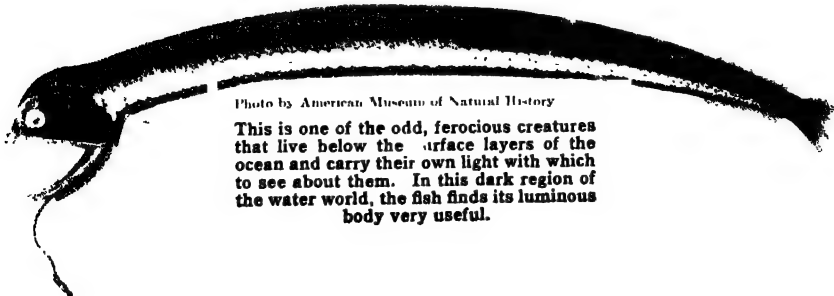 Photo by American Museum of Natural History
This is one of the odd, ferocious creatures
that live below the urface layers of the
ocean and carry their own light with which
to see about them. In this dark region of
the water world, the fish finds its luminous
body very useful.